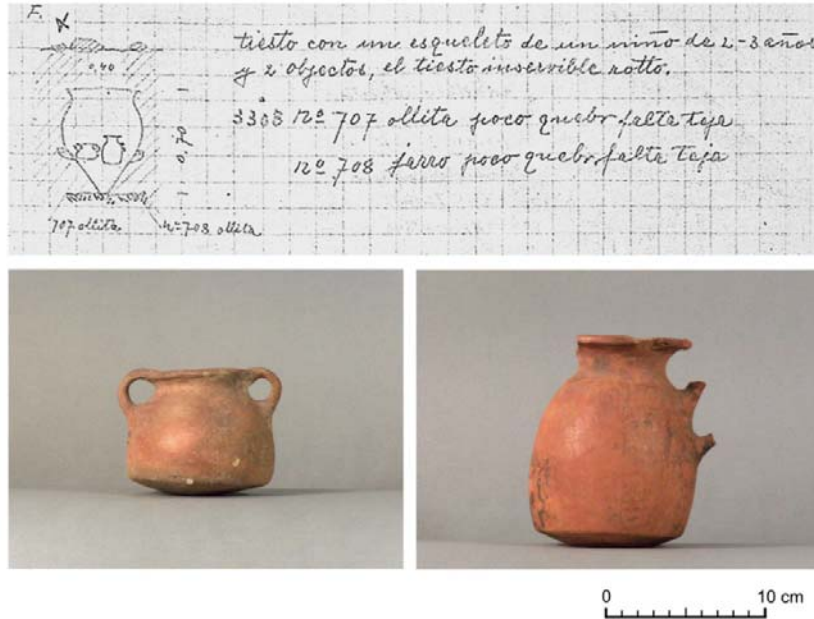 F.
0,40
0,70
tiesto con un esqueleto de un niño de 2-3 años
y 2 objectos, el tiesto inservible rotto.
3308 nº 707 ollita poco quebr falta teja
nº 708 jarro poco quebr falta teja
707 ollita
nº 708 ollita
0 10 cm